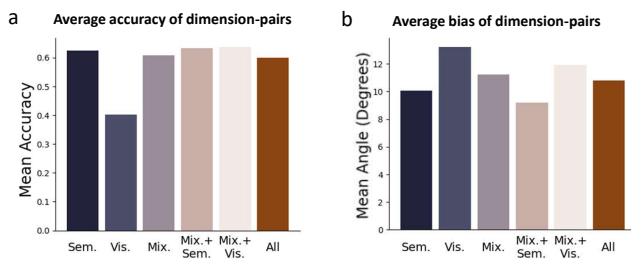 a
Average accuracy of dimension-pairs
Mean Accuracy
0.6
0.5
0.4
0.3
0.2
0.1
0.0
Sem.
Vis.
Mix.
Mix.+
Sem.
Mix.+
Vis.
All
b
Average bias of dimension-pairs
Mean Angle (Degrees)
12
10
8
6
4
2
0
Sem.
Vis.
Mix.
Mix.+
Sem.
Mix.+
Vis.
All